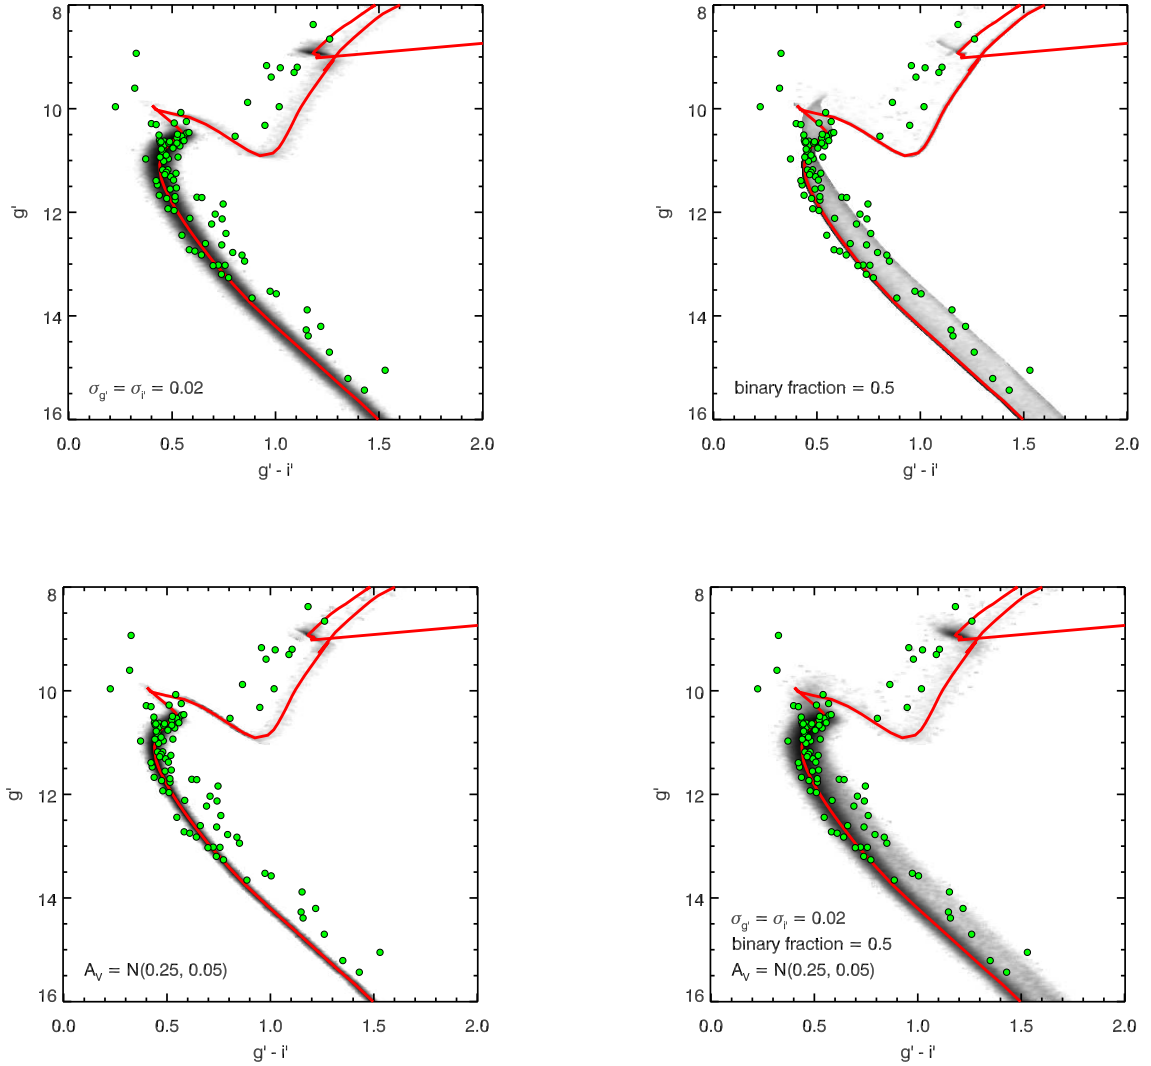 8
10
12
14
16
g'
σg' = σi' = 0.02
0.0 0.5 1.0 1.5 2.0
g' - i'
8
10
12
14
16
g'
binary fraction = 0.5
0.0 0.5 1.0 1.5 2.0
g' - i'
8
10
12
14
16
g'
AV = N(0.25, 0.05)
0.0 0.5 1.0 1.5 2.0
g' - i'
8
10
12
14
16
g'
σg' = σi' = 0.02
binary fraction = 0.5
AV = N(0.25, 0.05)
0.0 0.5 1.0 1.5 2.0
g' - i'